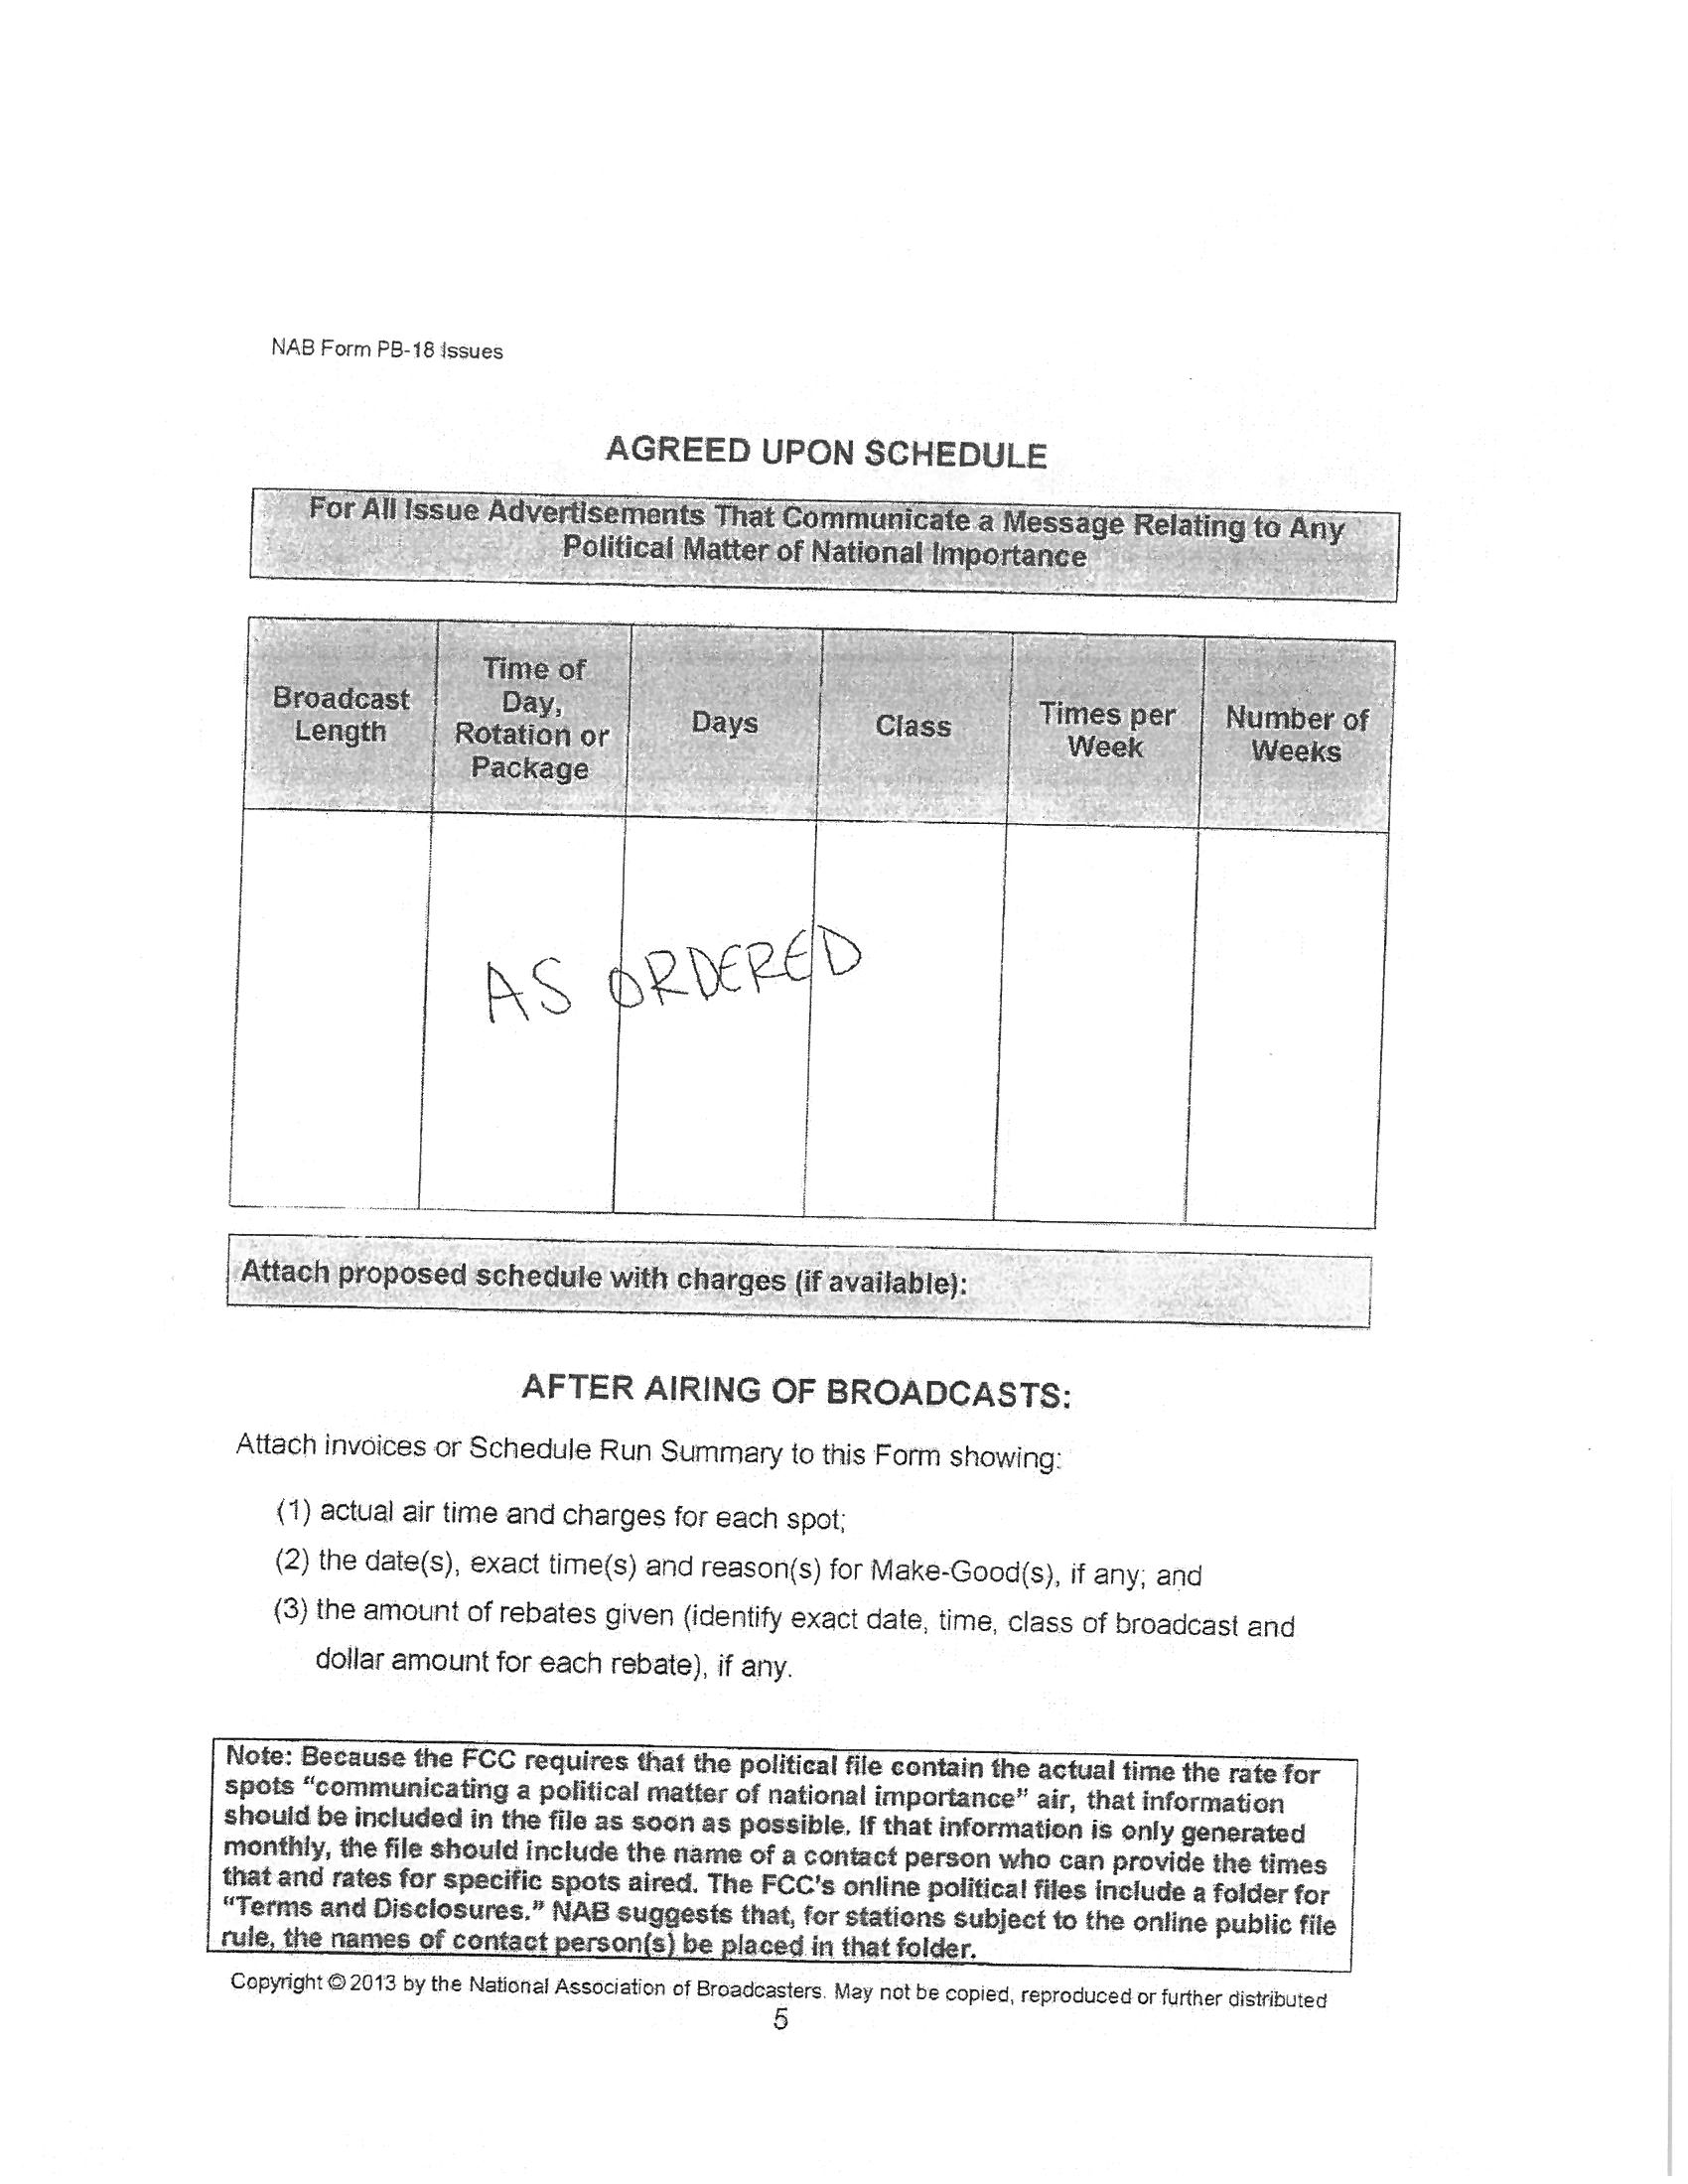 NAB Form PB-18 Issues
AGREED UPON SCHEDULE
For All Issue Advertisements That Communicate a Message Relating to Any
Political Matter of National Importance
Broadcast
Length
Time of
Day,
Rotation or
Package
Days
Class
Times per
Week
Number of
Weeks
AS ORDERED
Attach proposed schedule with charges (if available):
AFTER AIRING OF BROADCASTS:
Attach invoices or Schedule Run Summary to this Form showing:
(1) actual air time and charges for each spot;
(2) the date(s), exact time(s) and reason(s) for Make-Good(s), if any; and
(3) the amount of rebates given (identify exact date, time, class of broadcast and
dollar amount for each rebate), if any.
Note: Because the FCC requires that the political file contain the actual time the rate for
spots “communicating a political matter of national importance” air, that information
should be included in the file as soon as possible. If that information is only generated
monthly, the file should include the name of a contact person who can provide the times
that and rates for specific spots aired. The FCC's online political files include a folder for
“Terms and Disclosures.” NAB suggests that, for stations subject to the online public file
rule, the names of contact person(s) be placed in that folder.
Copyright © 2013 by the National Association of Broadcasters. May not be copied, reproduced or further distributed
5